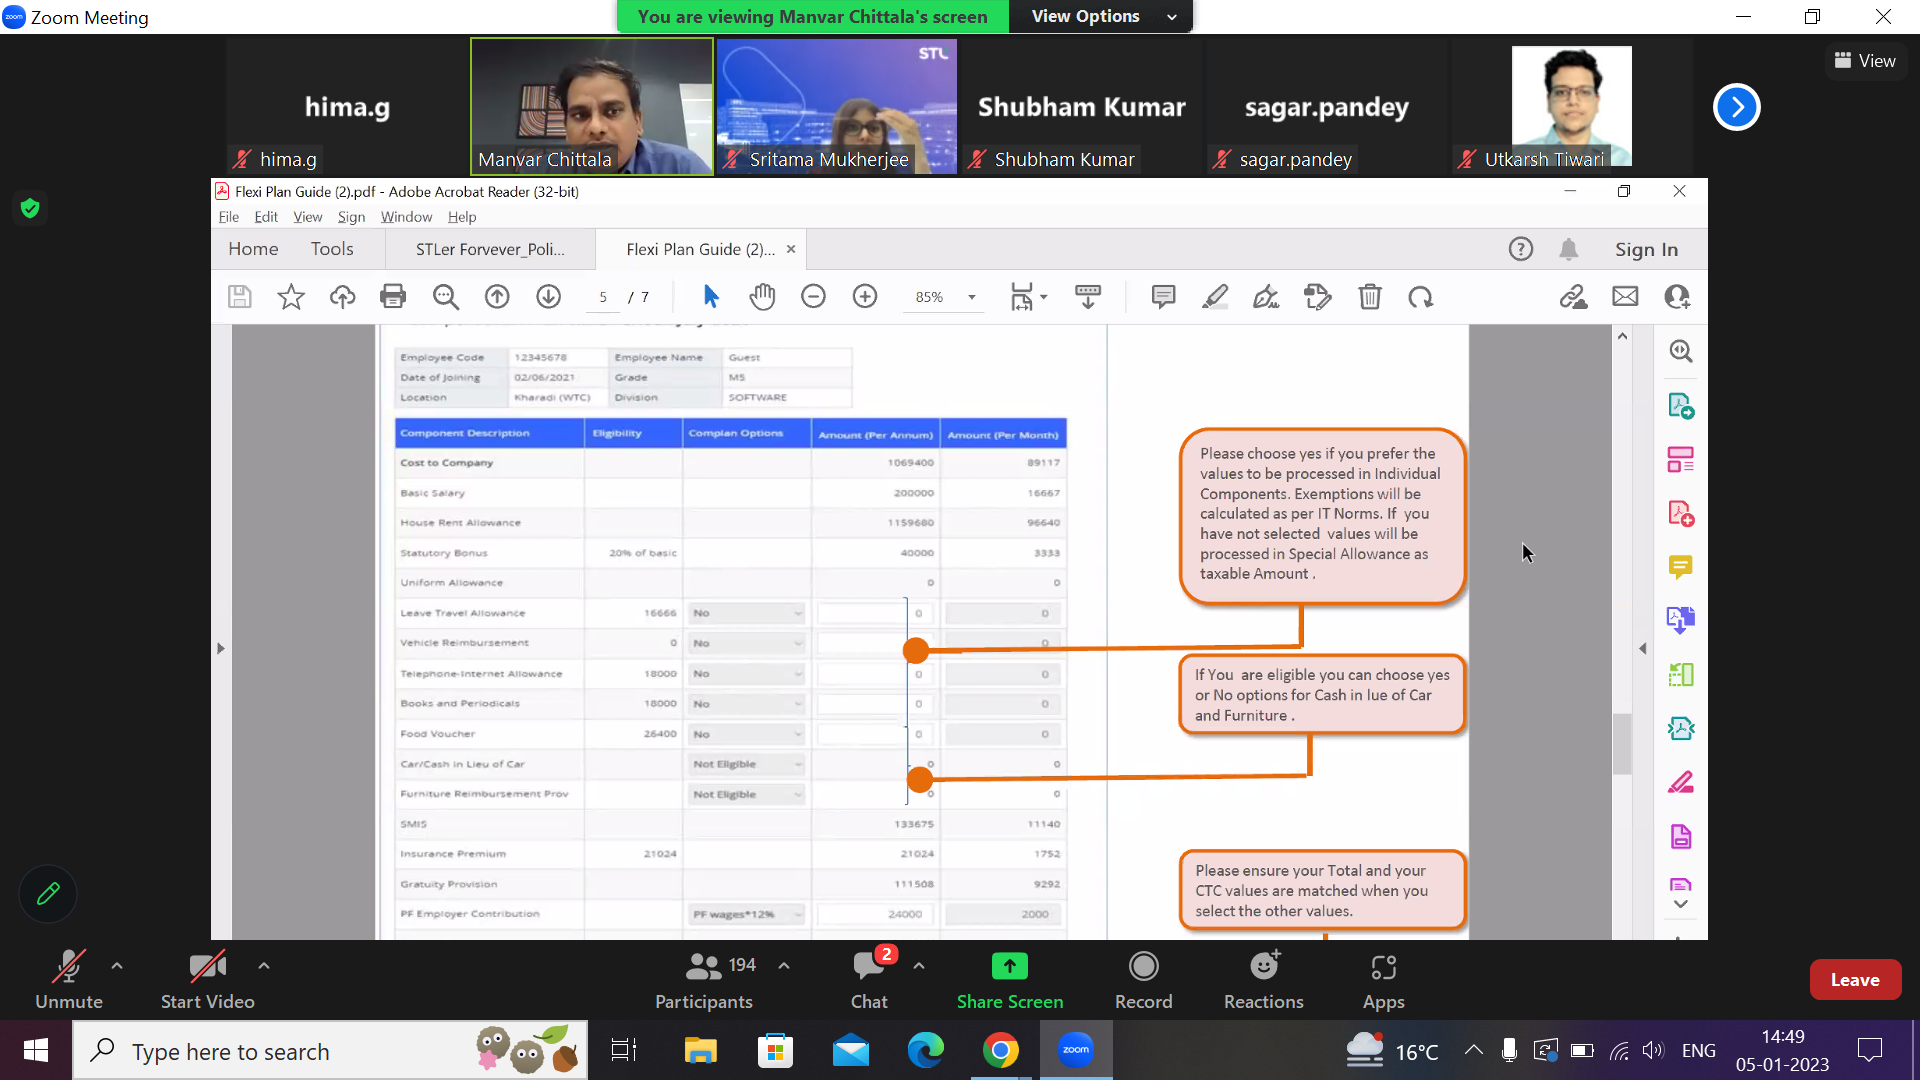 Zoom Meeting
You are viewing Manvar Chittala's screen
View Options
View
hima.g
STL
Shubham Kumar
sagar.pandey
hima.g
Manvar Chittala
Sritama Mukherjee
Shubham Kumar
sagar.pandey
Utkarsh Tiwari
Flexi Plan Guide (2).pdf - Adobe Acrobat Reader (32-bit)
File Edit View Sign Window Help
Home Tools STLer Forvever_Poli... Flexi Plan Guide (2)... Sign In
5 / 7 85%
Employee Code 12345678 Employee Name Guest
Date of Joining 02/06/2021 Grade M5
Location Kharadi (WTC) Division SOFTWARE
Component Description Eligibility Complan Options Amount (Per Annum) Amount (Per Month)
Cost to Company 1069400 89117
Basic Salary 200000 16667
House Rent Allowance 1159680 96640
Statutory Bonus 20% of basic 40000 3333
Uniform Allowance 0 0
Leave Travel Allowance 16666 No 0 0
Vehicle Reimbursement 0 No 0
Telephone-Internet Allowance 18000 No 0 0
Books and Periodicals 18000 No 0 0
Food Voucher 26400 No 0 0
Car/Cash in Lieu of Car Not Eligible 0 0
Furniture Reimbursement Prov Not Eligible 0 0
SMIS 133675 11140
Insurance Premium 21024 21024 1752
Gratuity Provision 111508 9292
PF Employer Contribution PF wages*12% 24000 2000
Please choose yes if you prefer the
values to be processed in Individual
Components. Exemptions will be
calculated as per IT Norms. If you
have not selected values will be
processed in Special Allowance as
taxable Amount .
If You are eligible you can choose yes
or No options for Cash in lue of Car
and Furniture .
Please ensure your Total and your
CTC values are matched when you
select the other values.
Unmute
Start Video
194
Participants
2
Chat
Share Screen
Record
Reactions
Apps
Leave
Type here to search
zoom
16°C
ENG
14:49
05-01-2023